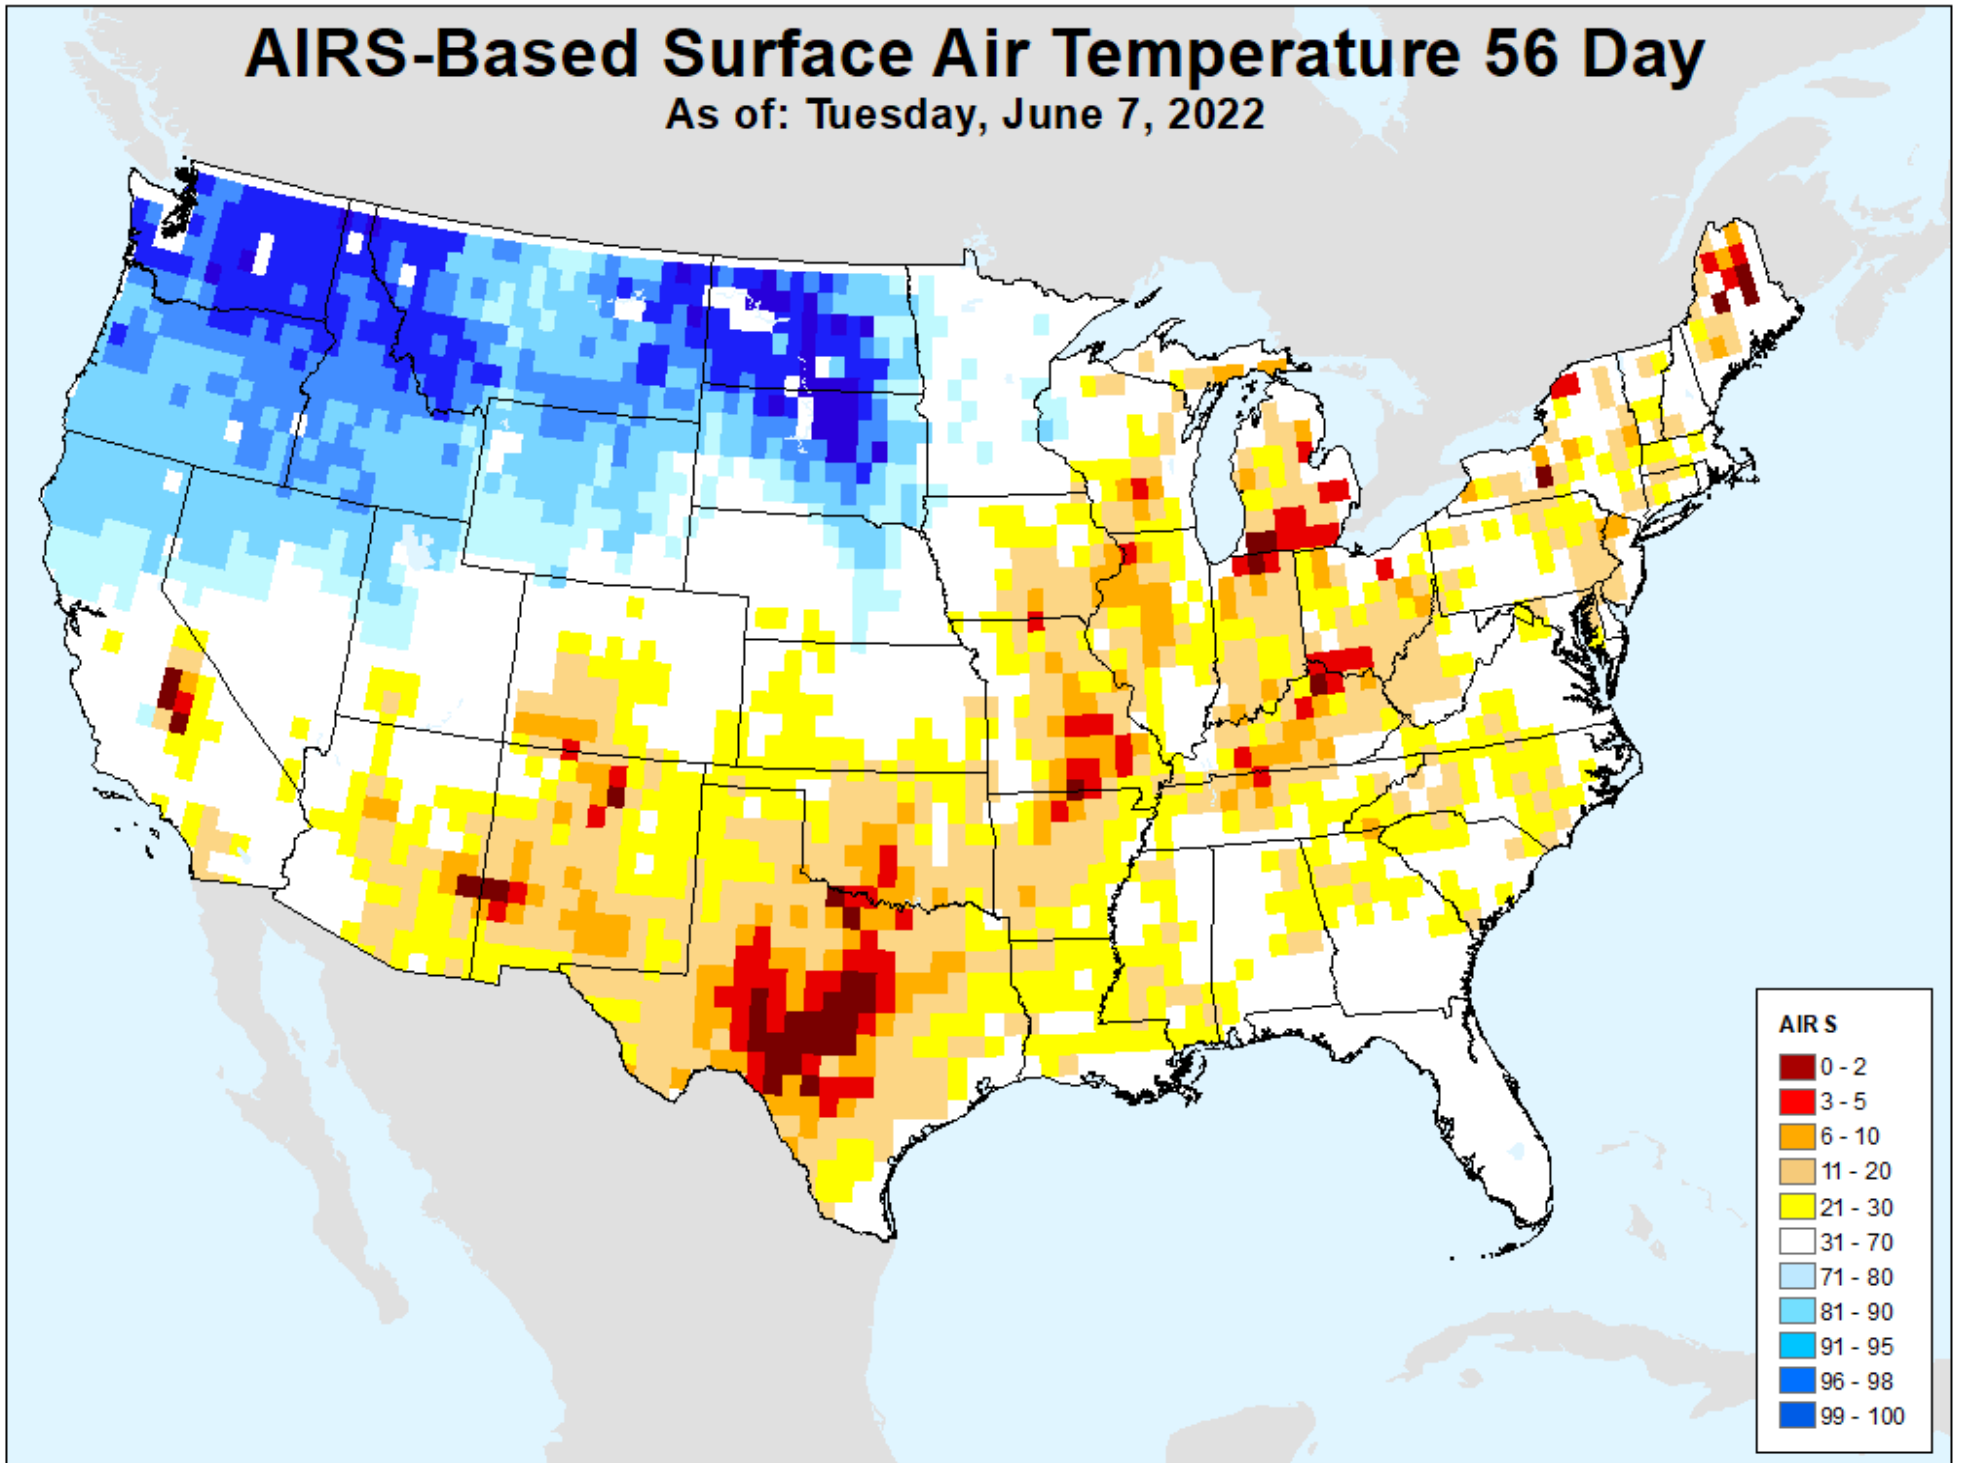 AIRS-Based Surface Air Temperature 56 Day
As of: Tuesday, June 7, 2022
AIRS
0 - 2
3 - 5
6 - 10
11 - 20
21 - 30
31 - 70
71 - 80
81 - 90
91 - 95
96 - 98
99 - 100